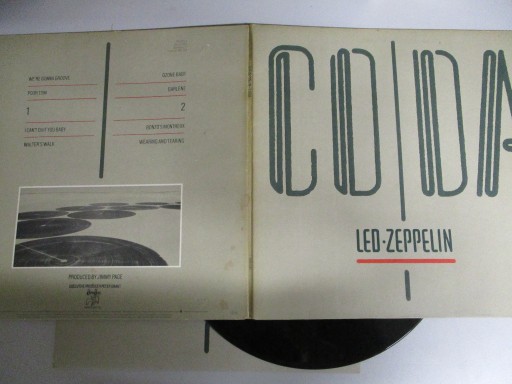 WE'RE GONNA GROOVE
POOR TOM
1
I CAN'T QUIT YOU BABY
WALTER'S WALK
OZONE BABY
DARLENE
2
BONZO'S MONTREUX
WEARING AND TEARING
PRODUCED BY JIMMY PAGE
CODA
LED·ZEPPELIN